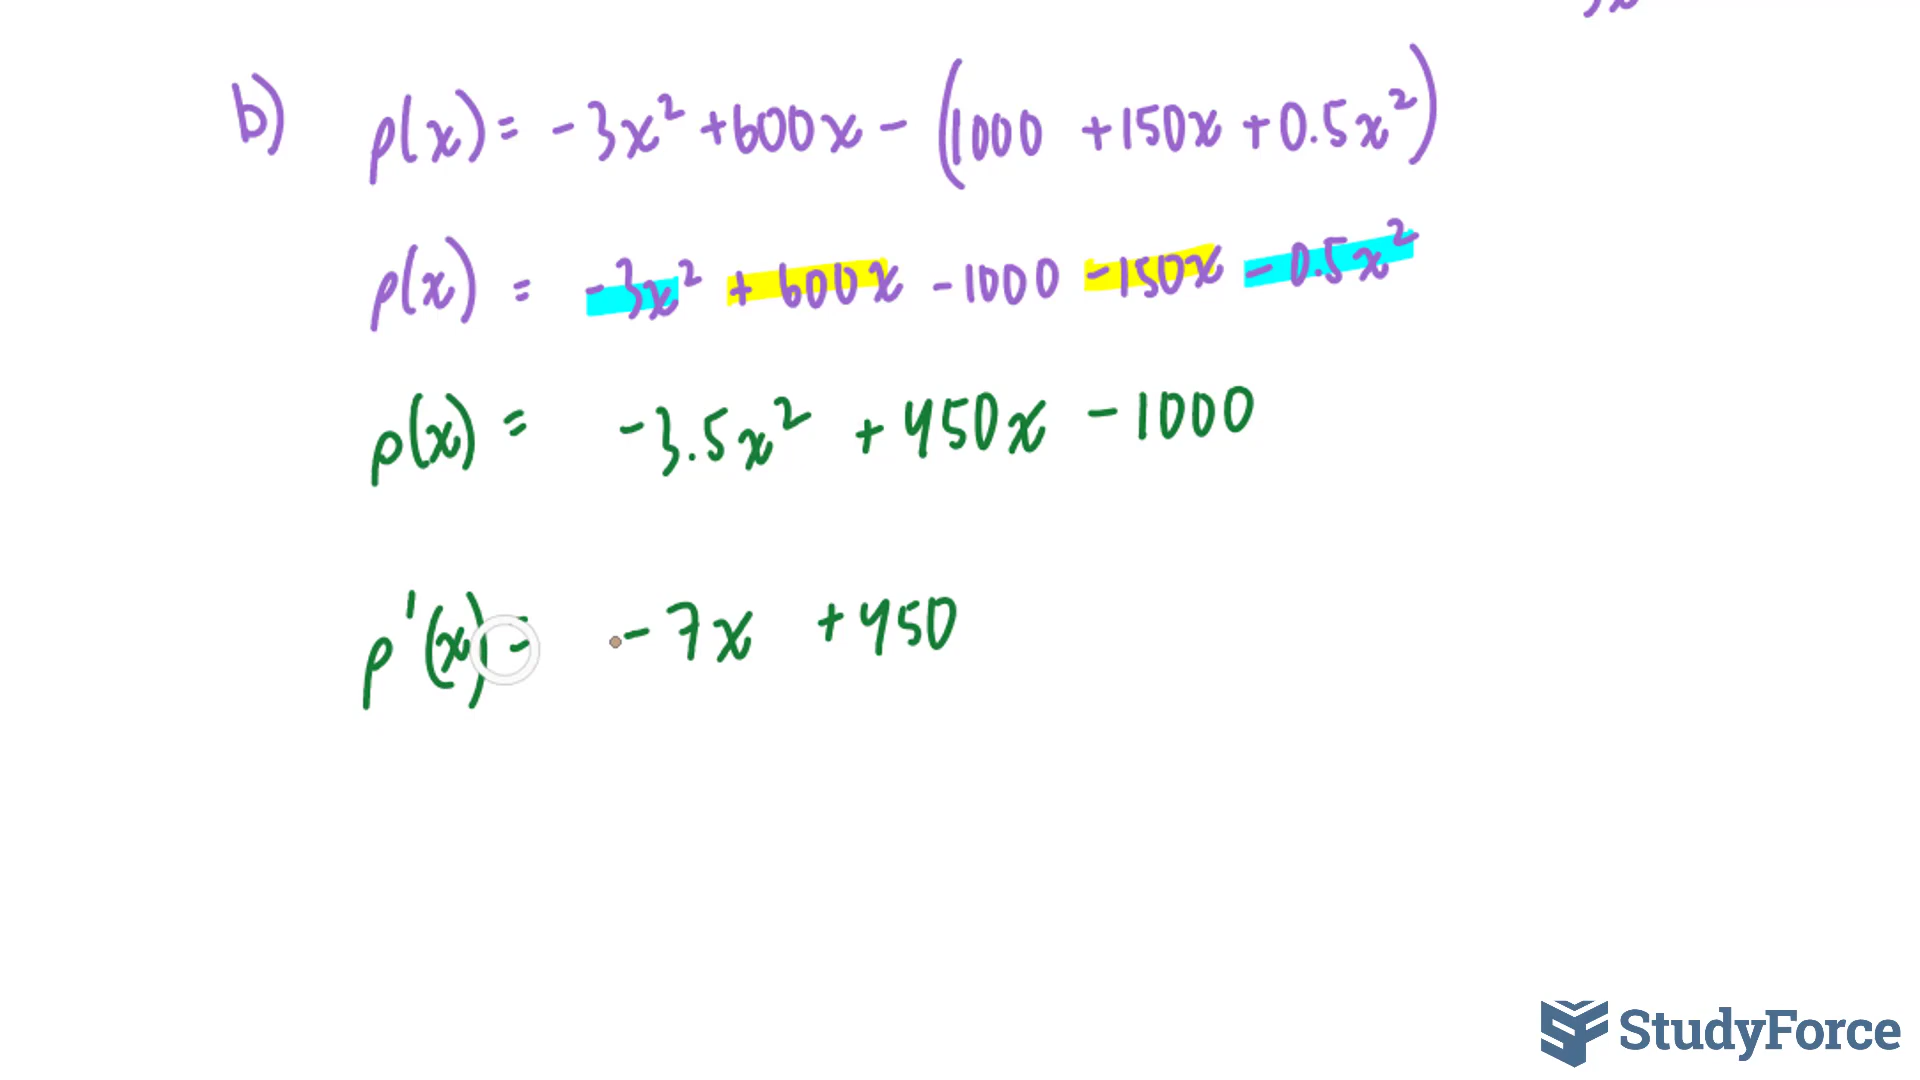 b) p(x) = -3x² +600x - (1000 +150x +0.5x²)
p(x) = -3x² + 600x -1000 -150x - 0.5x²
p(x) = -3.5x² +450x -1000
p'(x) = -7x +450
StudyForce